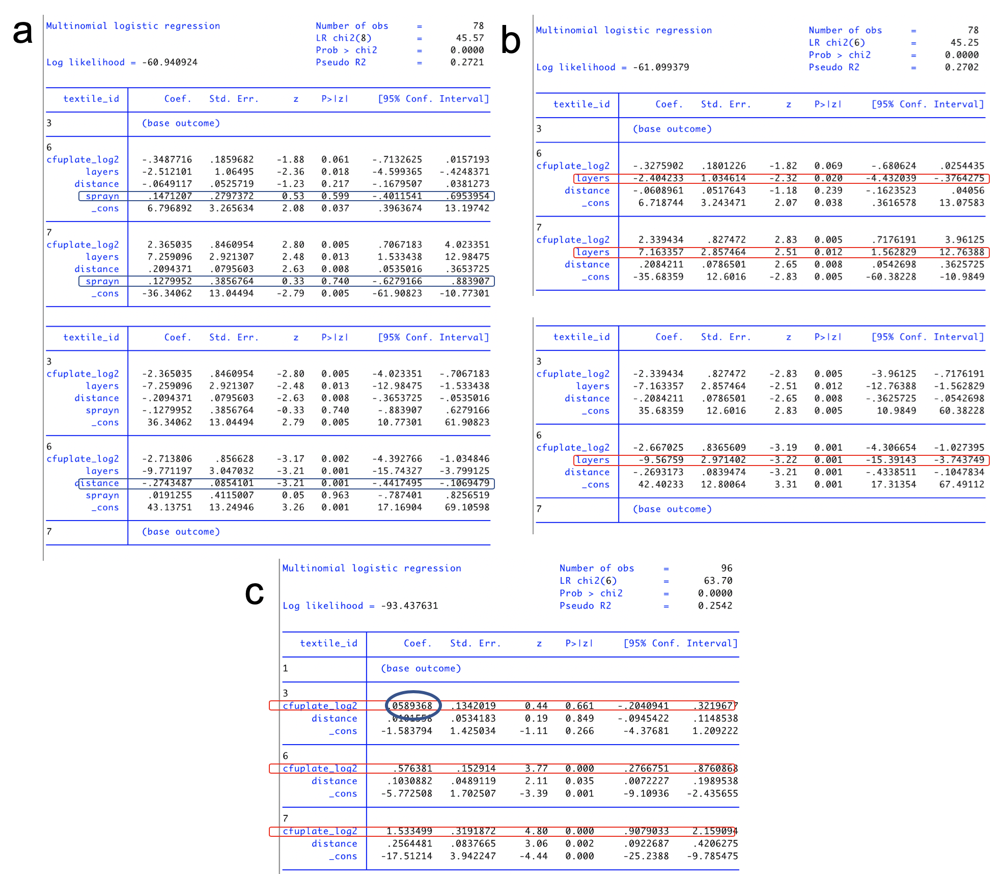 a
Multinomial logistic regression Number of obs = 78
LR chi2(8) = 45.57
Prob > chi2 = 0.0000
Log likelihood = -60.940924 Pseudo R2 = 0.2721
textile_id Coef. Std. Err. z P>|z| [95% Conf. Interval]
3 (base outcome)
6
cfuplate_log2 -.3487716 .1859682 -1.88 0.061 -.7132625 .0157193
layers -2.512101 1.06495 -2.36 0.018 -4.599365 -.4248371
distance -.0649117 .0525719 -1.23 0.217 -.1679507 .0381273
sprayn .1471207 .2797372 0.53 0.599 -.4011541 .6953954
_cons 6.796892 3.265634 2.08 0.037 .3963674 13.19742
7
cfuplate_log2 2.365035 .8460954 2.80 0.005 .7067183 4.023351
layers 7.259096 2.921307 2.48 0.013 1.533438 12.98475
distance .2094371 .0795603 2.63 0.008 .0535016 .3653725
sprayn .1279952 .3856764 0.33 0.740 -.6279166 .883907
_cons -36.34062 13.04494 -2.79 0.005 -61.90823 -10.77301
textile_id Coef. Std. Err. z P>|z| [95% Conf. Interval]
3
cfuplate_log2 -2.365035 .8460954 -2.80 0.005 -4.023351 -.7067183
layers -7.259096 2.921307 -2.48 0.013 -12.98475 -1.533438
distance -.2094371 .0795603 -2.63 0.008 -.3653725 -.0535016
sprayn -.1279952 .3856764 -0.33 0.740 -.883907 .6279166
_cons 36.34062 13.04494 2.79 0.005 10.77301 61.90823
6
cfuplate_log2 -2.713806 .856628 -3.17 0.002 -4.392766 -1.034846
layers -9.771197 3.047032 -3.21 0.001 -15.74327 -3.799125
distance -.2743487 .0854101 -3.21 0.001 -.4417495 -.1069479
sprayn .0191255 .4115007 0.05 0.963 -.787401 .8256519
_cons 43.13751 13.24946 3.26 0.001 17.16904 69.10598
7 (base outcome)
b
Multinomial logistic regression Number of obs = 78
LR chi2(6) = 45.25
Prob > chi2 = 0.0000
Log likelihood = -61.099379 Pseudo R2 = 0.2702
textile_id Coef. Std. Err. z P>|z| [95% Conf. Interval]
3 (base outcome)
6
cfuplate_log2 -.3275902 .1801226 -1.82 0.069 -.680624 .0254435
layers -2.404233 1.034614 -2.32 0.020 -4.432039 -.3764275
distance -.0608961 .0517643 -1.18 0.239 -.1623523 .04056
_cons 6.718744 3.243471 2.07 0.038 .3616578 13.07583
7
cfuplate_log2 2.339434 .827472 2.83 0.005 .7176191 3.96125
layers 7.163357 2.857464 2.51 0.012 1.562829 12.76388
distance .2084211 .0786501 2.65 0.008 .0542698 .3625725
_cons -35.68359 12.6016 -2.83 0.005 -60.38228 -10.9849
textile_id Coef. Std. Err. z P>|z| [95% Conf. Interval]
3
cfuplate_log2 -2.339434 .827472 -2.83 0.005 -3.96125 -.7176191
layers -7.163357 2.857464 -2.51 0.012 -12.76388 -1.562829
distance -.2084211 .0786501 -2.65 0.008 -.3625725 -.0542698
_cons 35.68359 12.6016 2.83 0.005 10.9849 60.38228
6
cfuplate_log2 -2.667025 .8365609 -3.19 0.001 -4.306654 -1.027395
layers -9.56759 2.971402 -3.22 0.001 -15.39143 -3.743749
distance -.2693173 .0839474 -3.21 0.001 -.4338511 -.1047834
_cons 42.40233 12.80064 3.31 0.001 17.31354 67.49112
7 (base outcome)
c
Multinomial logistic regression Number of obs = 96
LR chi2(6) = 63.70
Prob > chi2 = 0.0000
Log likelihood = -93.437631 Pseudo R2 = 0.2542
textile_id Coef. Std. Err. z P>|z| [95% Conf. Interval]
1 (base outcome)
3
cfuplate_log2 .0589368 .1342019 0.44 0.661 -.2040941 .3219677
distance .0101558 .0534183 0.19 0.849 -.0945422 .1148538
_cons -1.583794 1.425034 -1.11 0.266 -4.37681 1.209222
6
cfuplate_log2 .576381 .152914 3.77 0.000 .2766751 .8760868
distance .1030882 .0489119 2.11 0.035 .0072227 .1989538
_cons -5.772508 1.702507 -3.39 0.001 -9.10936 -2.435655
7
cfuplate_log2 1.533499 .3191872 4.80 0.000 .9079033 2.159094
distance .2564481 .0837665 3.06 0.002 .0922687 .4206275
_cons -17.51214 3.942247 -4.44 0.000 -25.2388 -9.785475